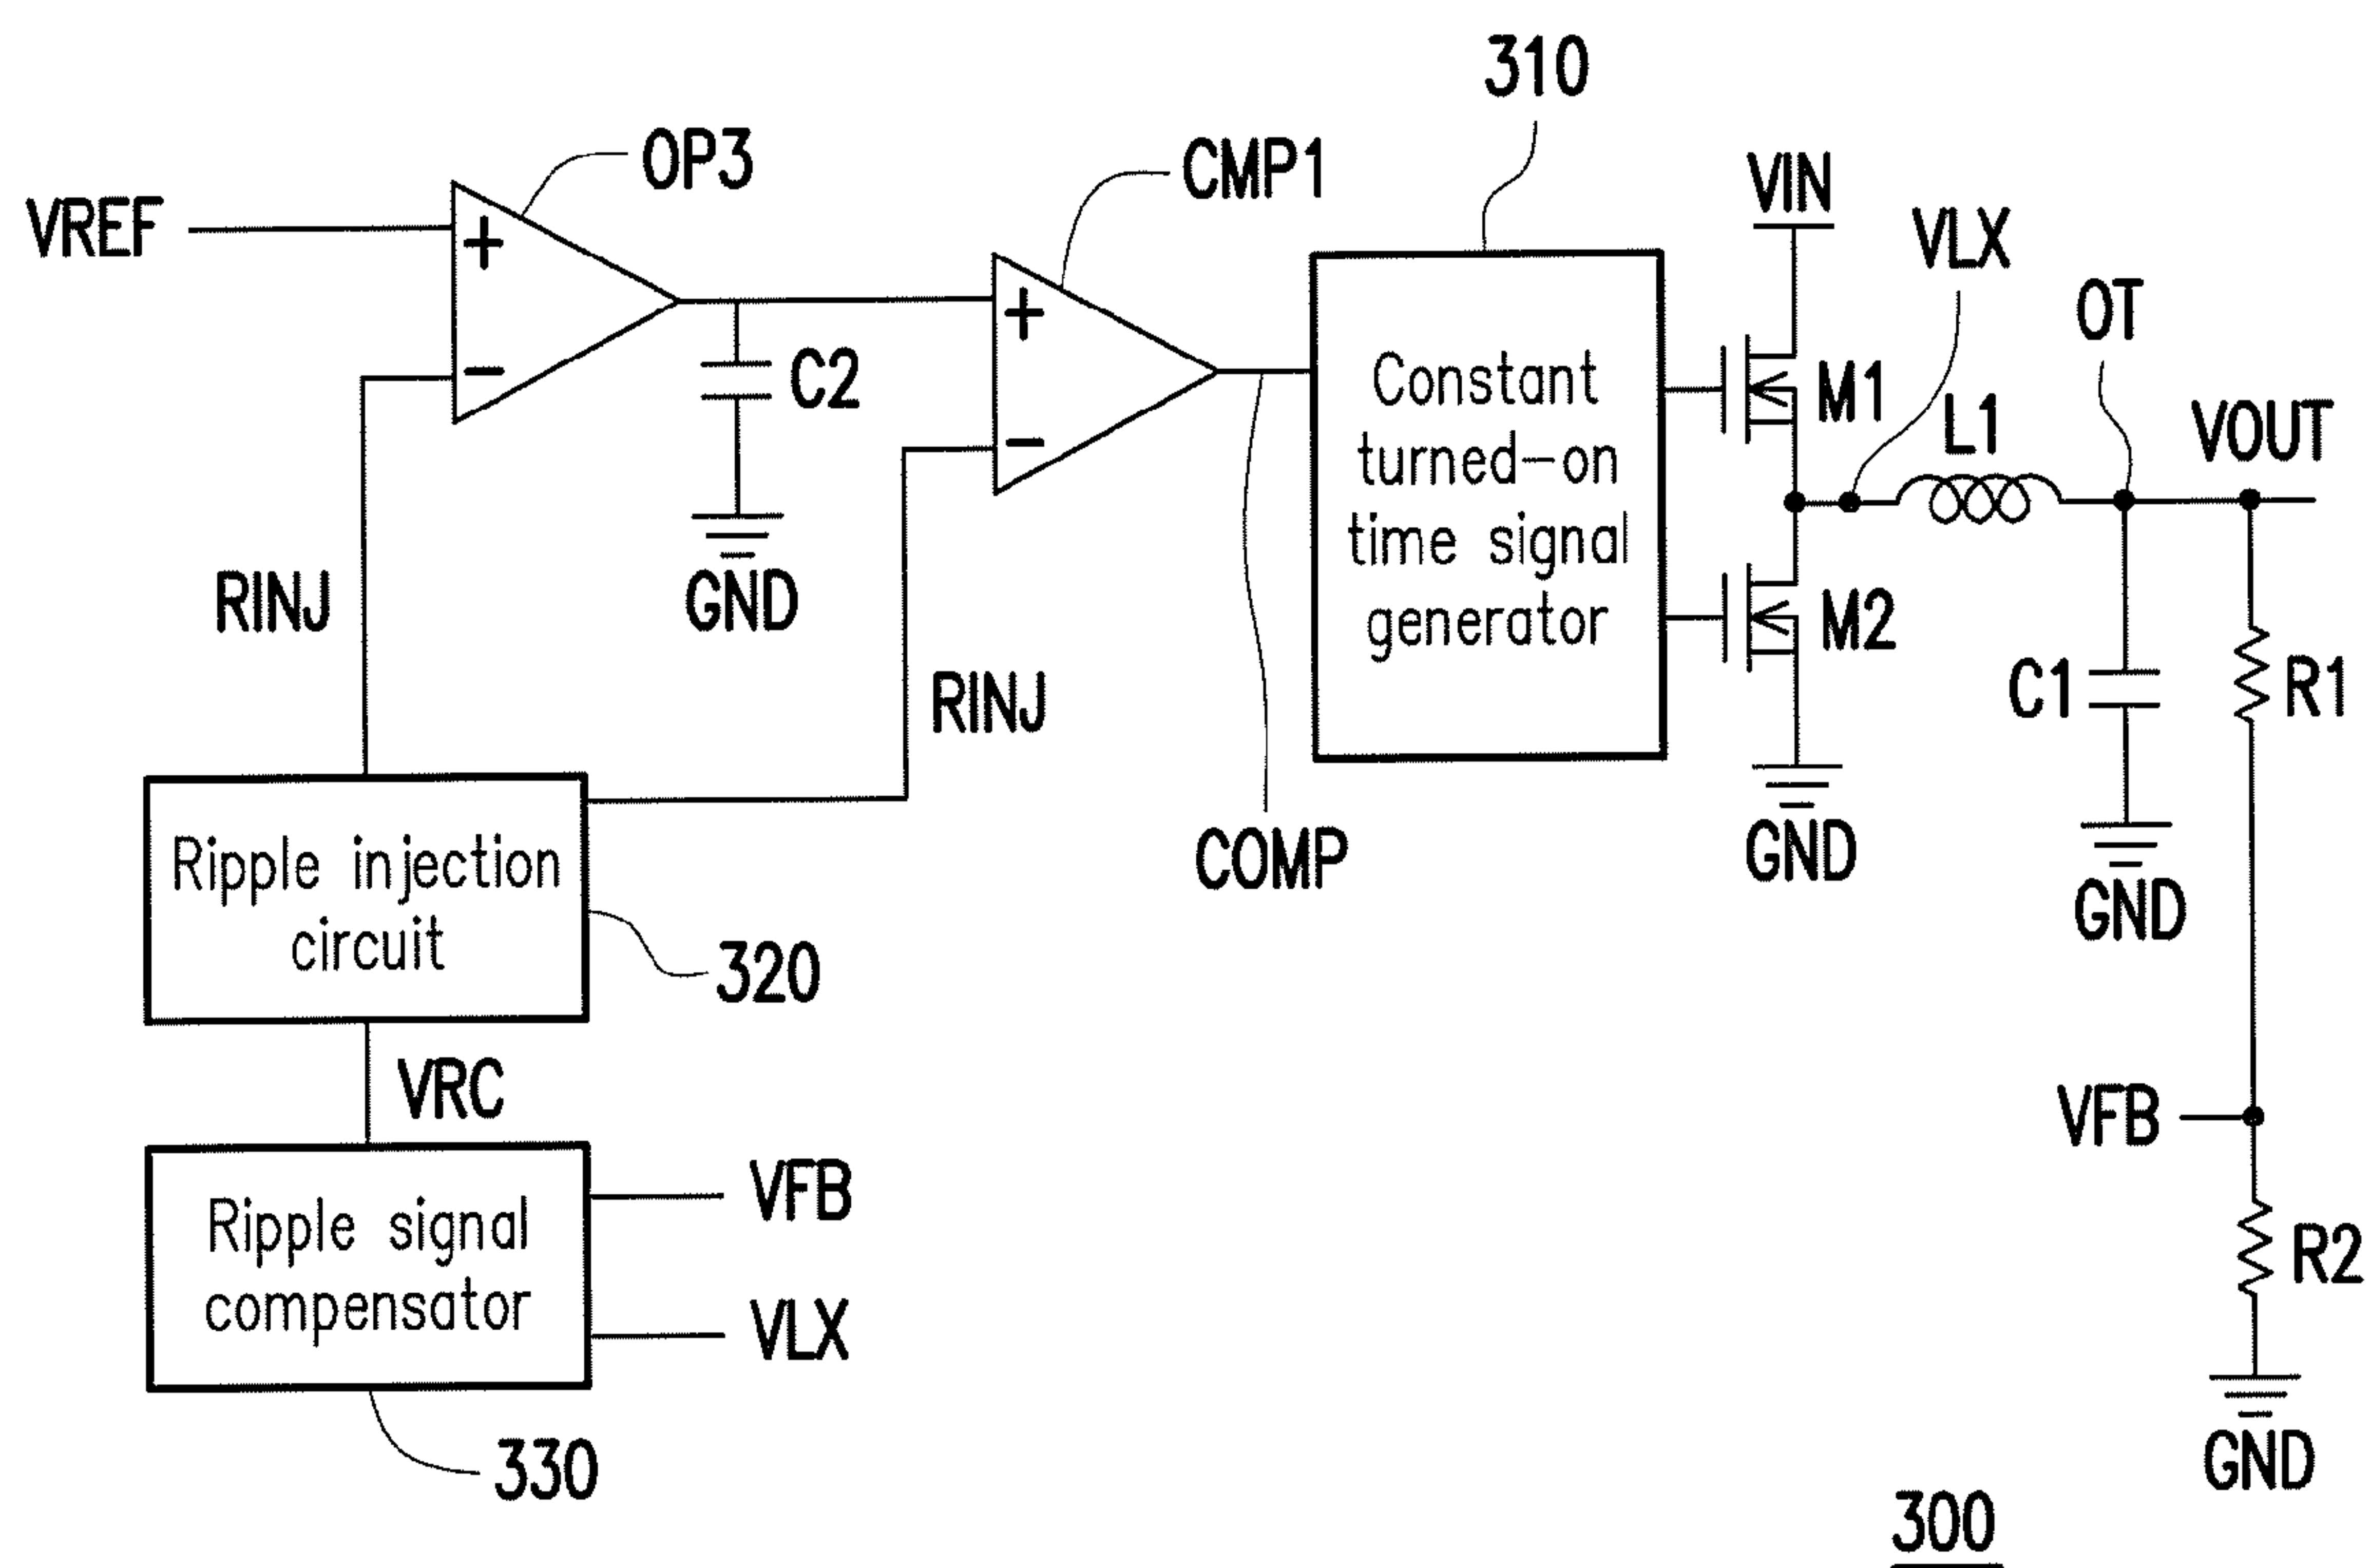 310
OP3
CMP1
VIN
VREF
VLX
+
+
OT
−
C2
Constant
turned-on
time signal
generator
M1
L1
VOUT
−
RINJ
GND
M2
RINJ
C1
R1
COMP
GND
GND
Ripple injection
circuit
320
VRC
VFB
Ripple signal
compensator
VFB
VLX
R2
330
GND
300